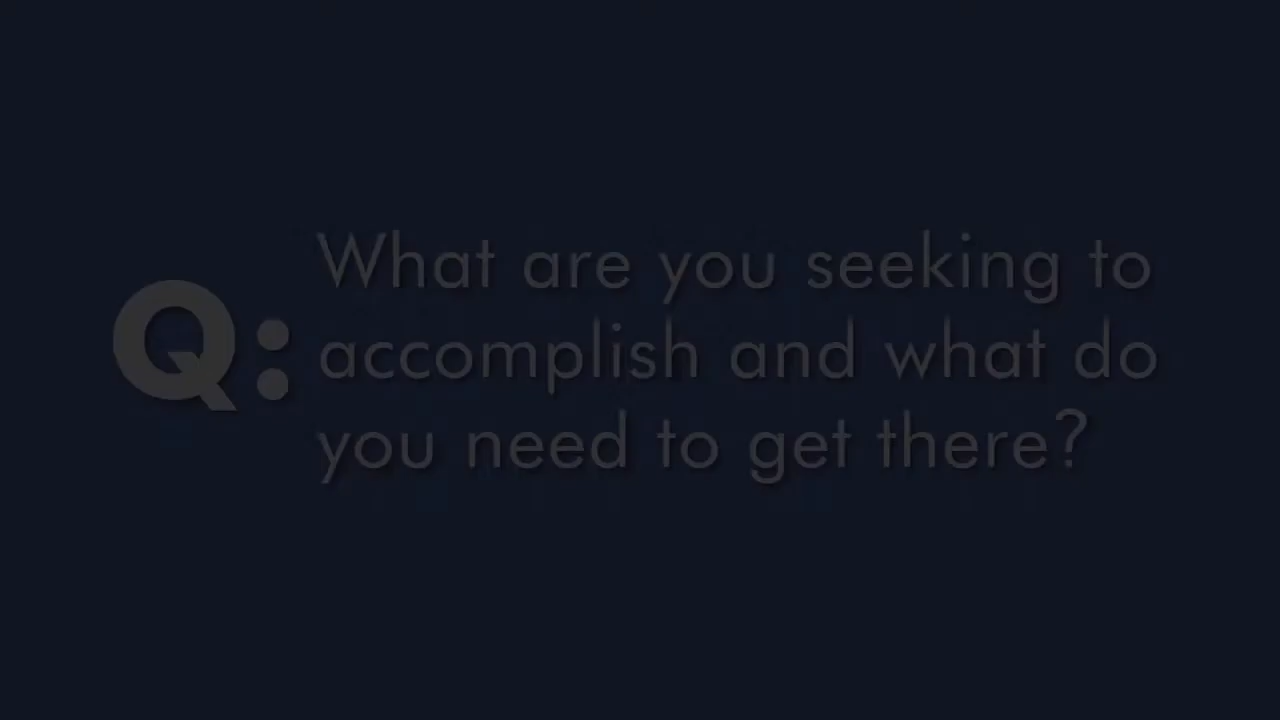 Q: What are you seeking to
accomplish and what do
you need to get there?